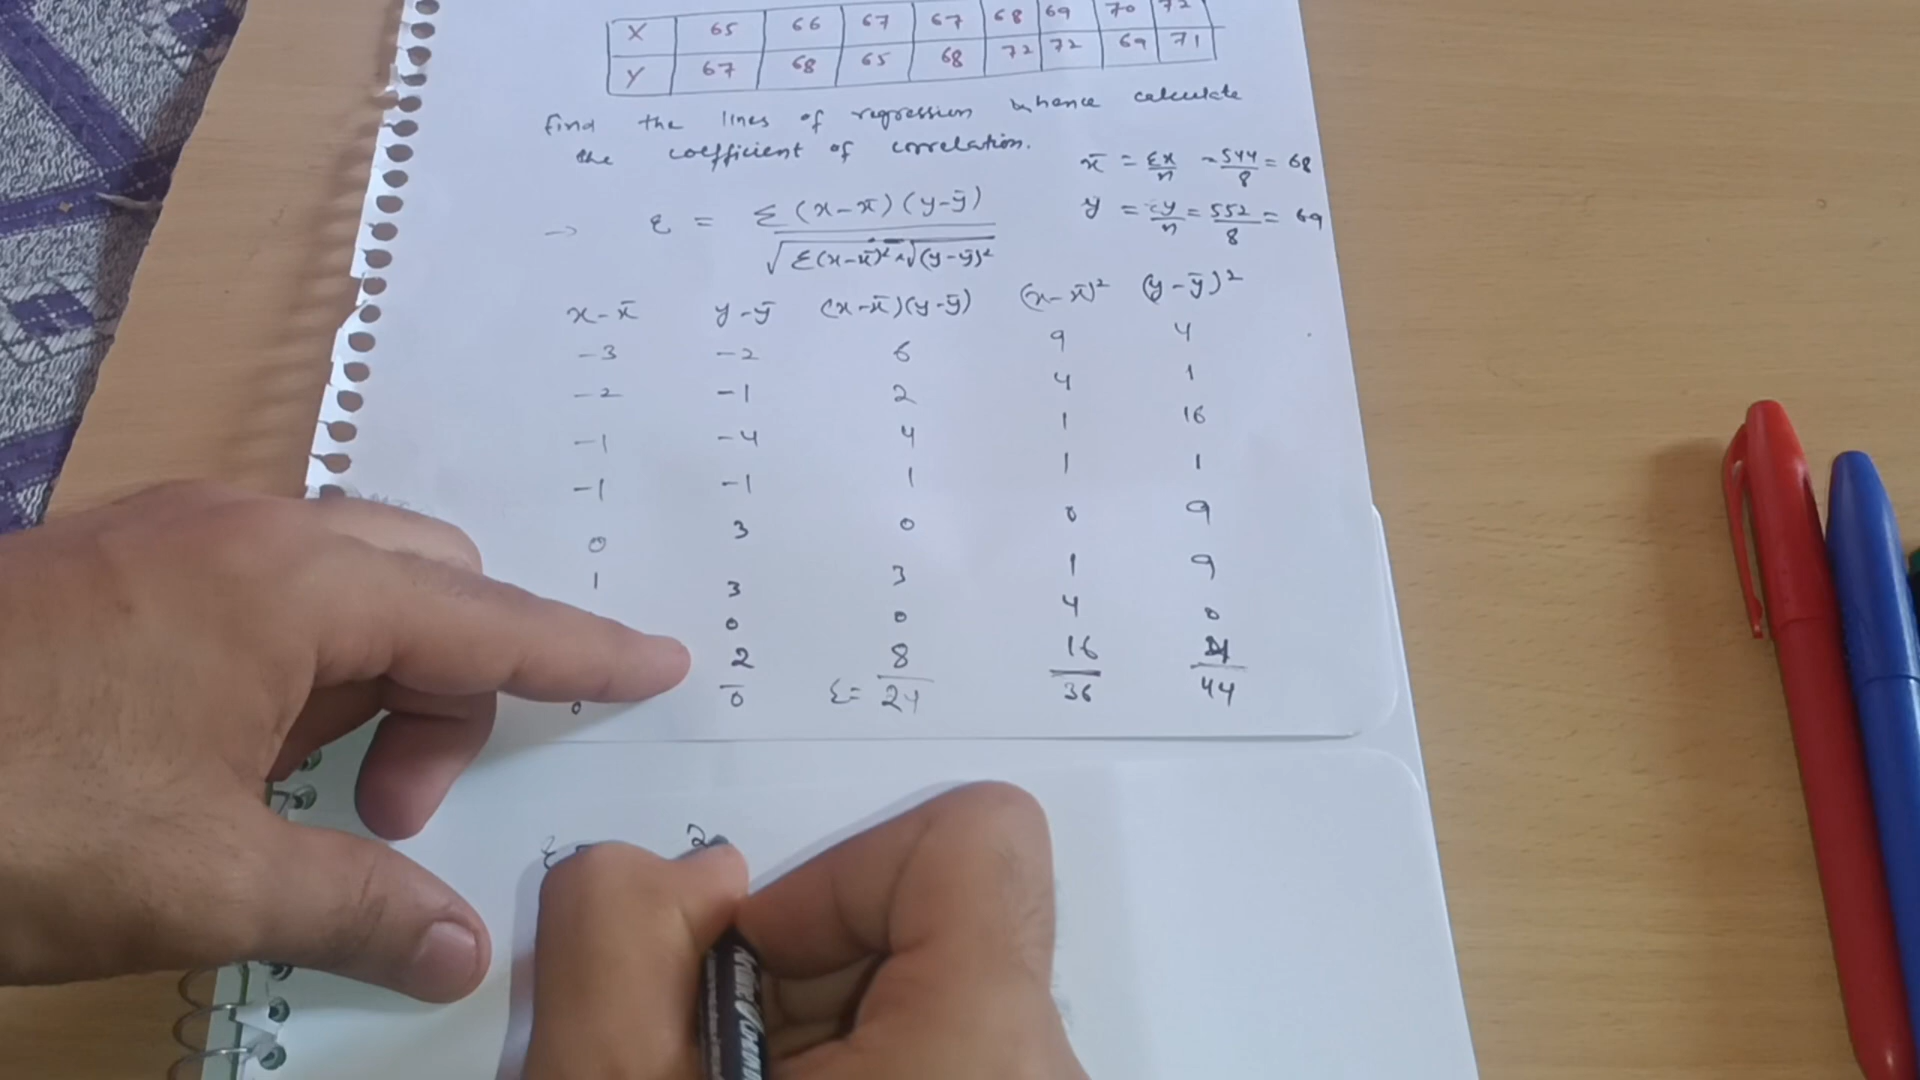 X 65 66 67 67 68 69 70 72
Y 67 68 65 68 72 72 69 71
find the lines of regression & hence calculate
the coefficient of correlation.
x̄ = Σx/n = 544/8 = 68
y = Σy/n = 552/8 = 69
→ r = Σ(x-x̄)(y-ȳ) / √Σ(x-x̄)² · √(y-ȳ)²
x-x̄ y-ȳ (x-x̄)(y-ȳ) (x-x̄)² (y-ȳ)²
-3 -2 6 9 4
-2 -1 2 4 1
-1 -4 4 1 16
-1 -1 1 1 1
0 3 0 0 9
1 3 3 1 9
0 0 4 0
2 8 16 4
0 0 Σ= 24 36 44
2